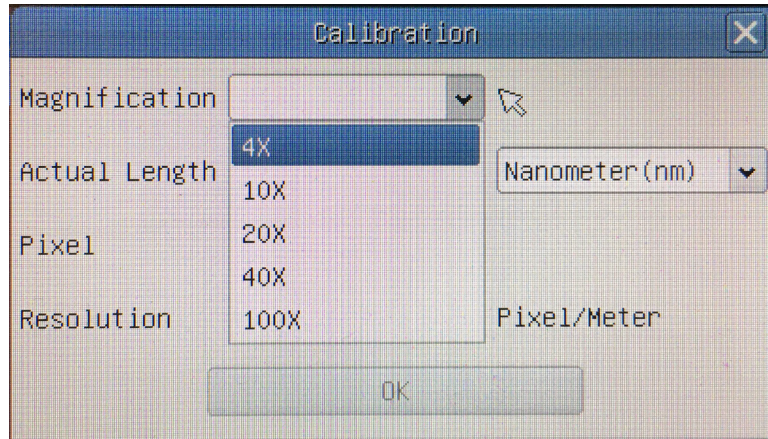 Calibration
Magnification
4X
Actual Length
Nanometer(nm)
10X
20X
Pixel
40X
Resolution
100X
Pixel/Meter
OK